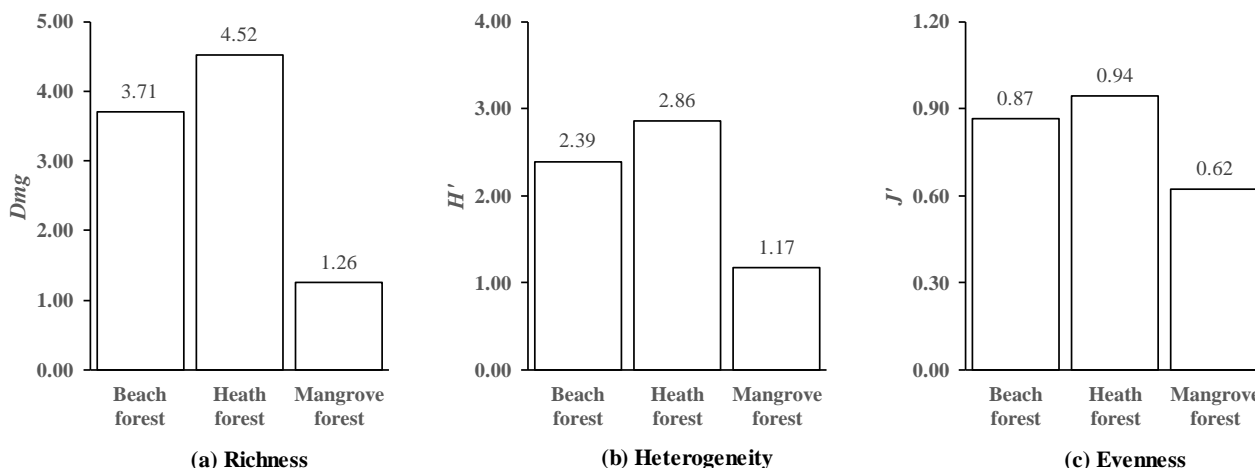 5.00
4.00
3.00
2.00
1.00
0.00
Dmg
3.71
4.52
1.26
Beach forest
Heath forest
Mangrove forest
(a) Richness
4.00
3.00
2.00
1.00
0.00
H'
2.39
2.86
1.17
Beach forest
Heath forest
Mangrove forest
(b) Heterogeneity
1.20
0.90
0.60
0.30
0.00
J'
0.87
0.94
0.62
Beach forest
Heath forest
Mangrove forest
(c) Evenness